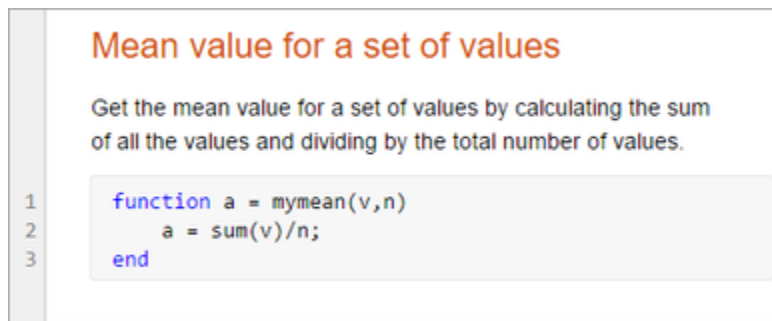 Mean value for a set of values
Get the mean value for a set of values by calculating the sum
of all the values and dividing by the total number of values.
1 function a = mymean(v,n)
2 a = sum(v)/n;
3 end